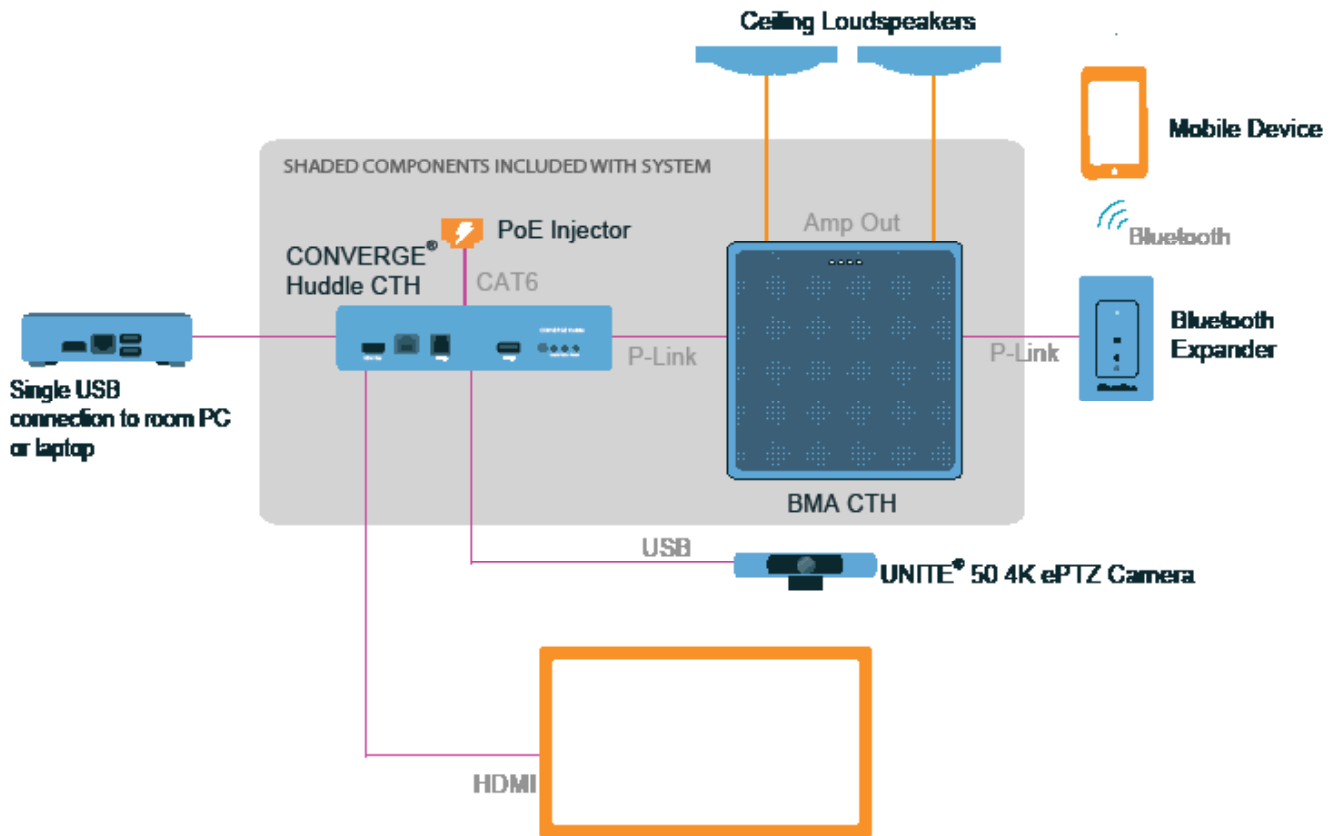 Ceiling Loudspeakers
Mobile Device
SHADED COMPONENTS INCLUDED WITH SYSTEM
PoE Injector
Amp Out
Bluetooth
CONVERGE®
Huddle CTH
CAT6
P-Link
P-Link
Bluetooth
Expander
Single USB
connection to room PC
or laptop
BMA CTH
USB
UNITE® 50 4K ePTZ Camera
HDMI